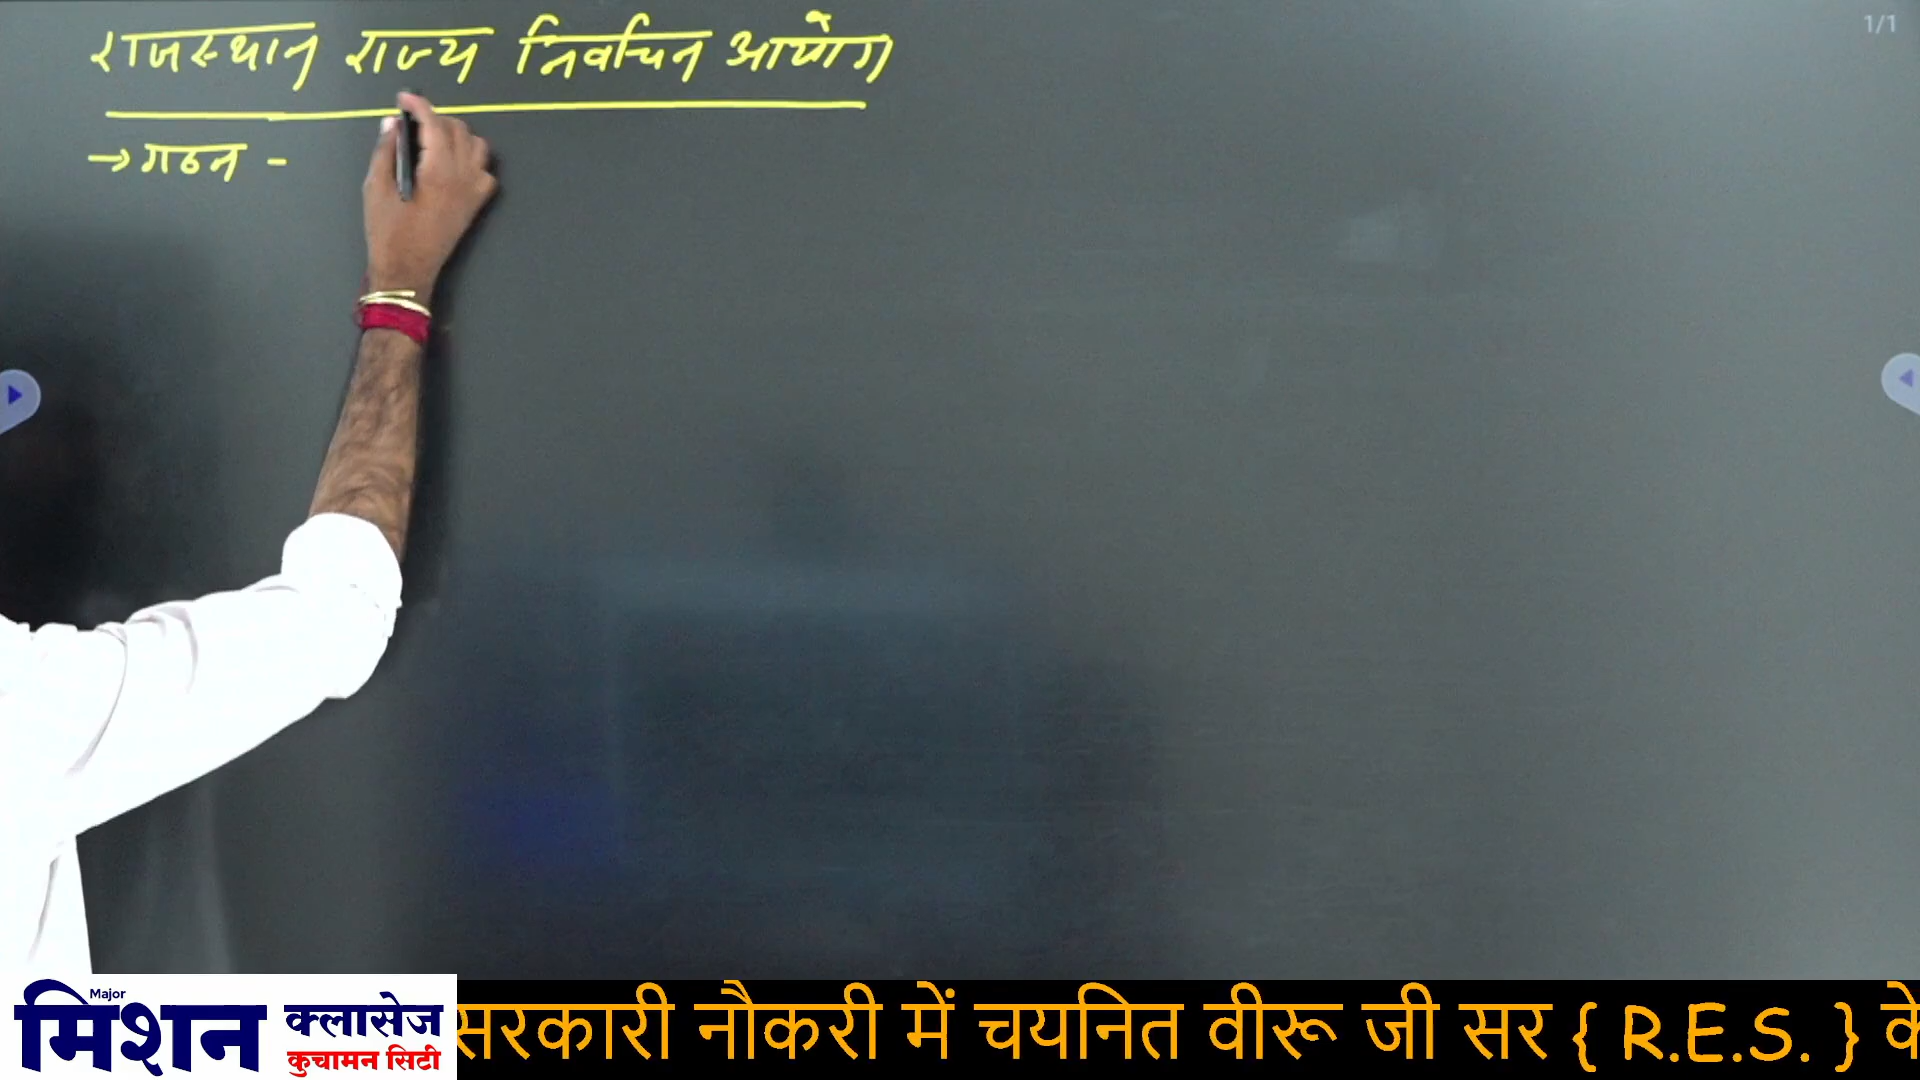 राजस्थान राज्य निर्वाचन आयोग
1/1
→ गठन -
Major
मिशन क्लासेज
कुचामन सिटी
सरकारी नौकरी में चयनित वीरू जी सर { R.E.S. } के